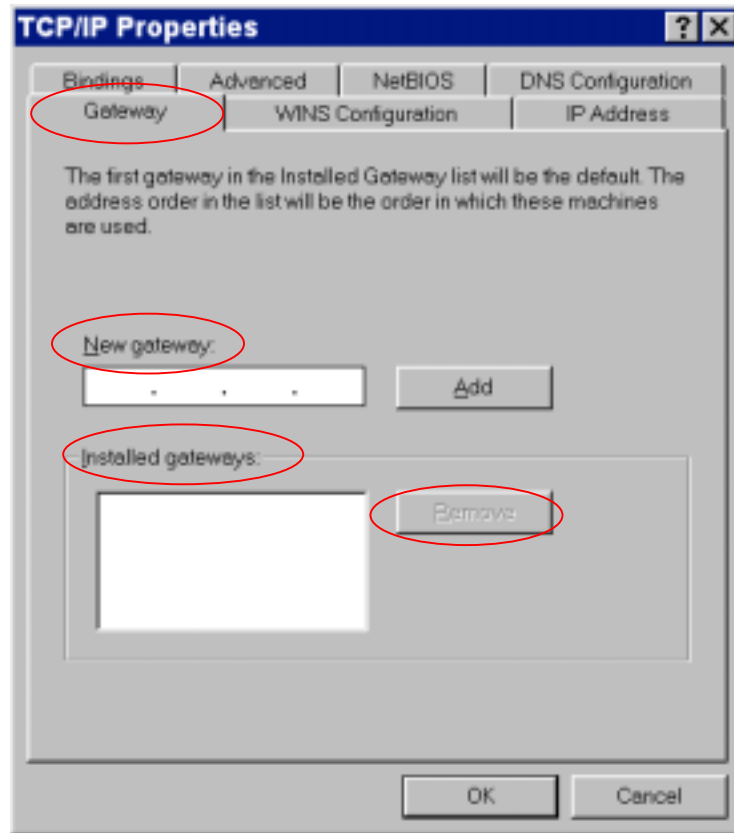 TCP/IP Properties
Bindings Advanced NetBIOS DNS Configuration
Gateway WINS Configuration IP Address
The first gateway in the Installed Gateway list will be the default. The
address order in the list will be the order in which these machines
are used.
New gateway:
Add
Installed gateways:
Remove
OK Cancel